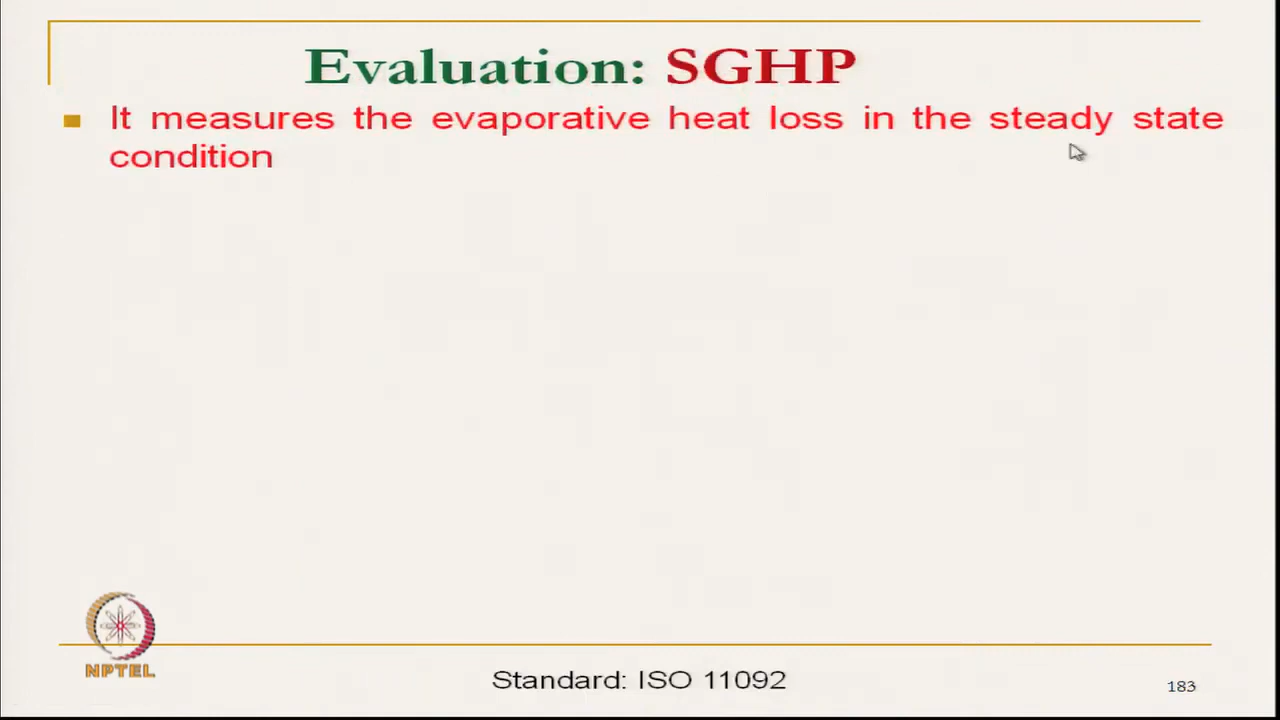 Evaluation: SGHP
It measures the evaporative heat loss in the steady state
condition
NPTEL
Standard: ISO 11092
183